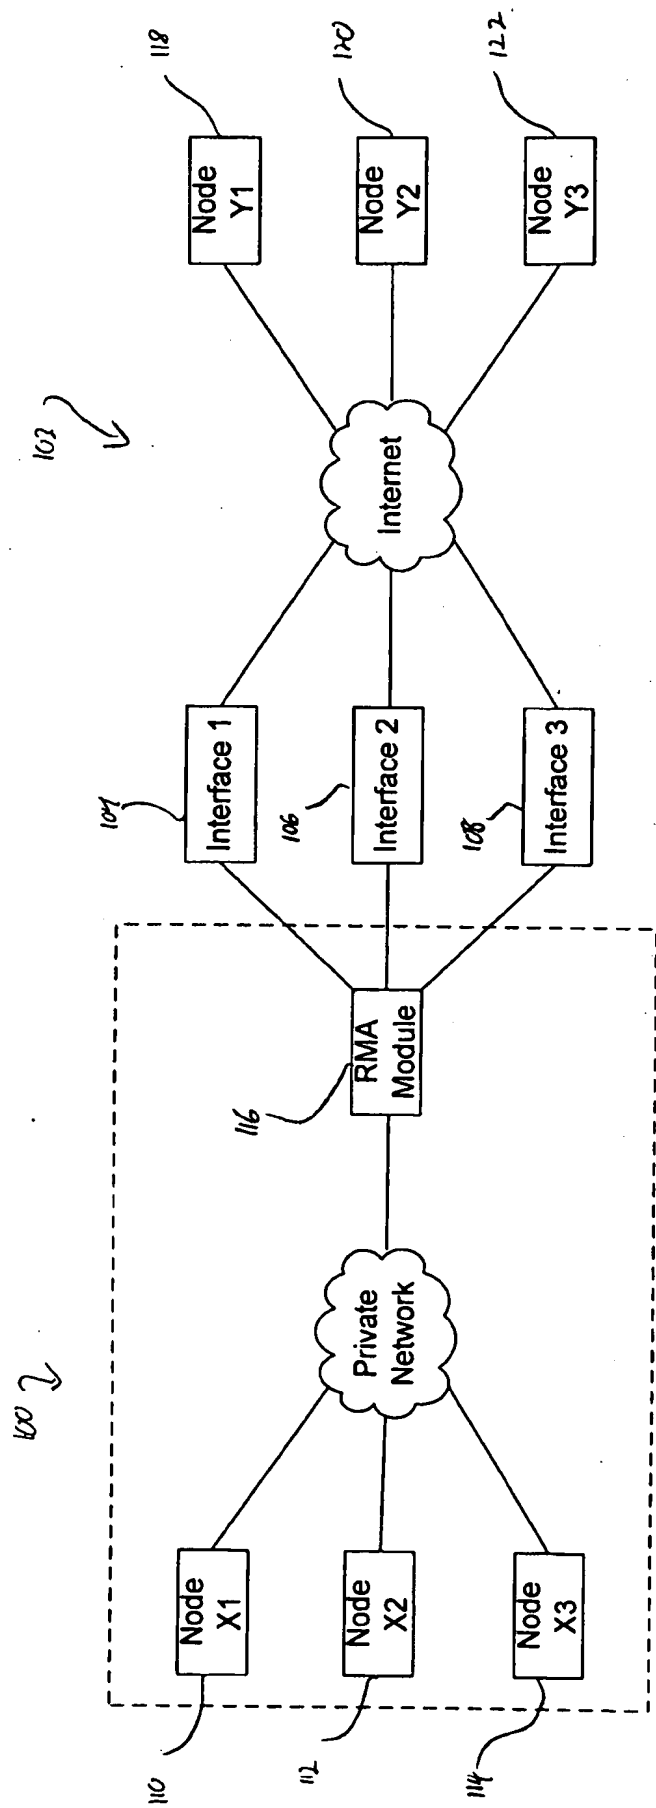 100
102
110
Node
X1
112
Node
X2
114
Node
X3
Private
Network
116
RMA
Module
104
Interface 1
106
Interface 2
108
Interface 3
Internet
Node
Y1
118
Node
Y2
120
Node
Y3
122